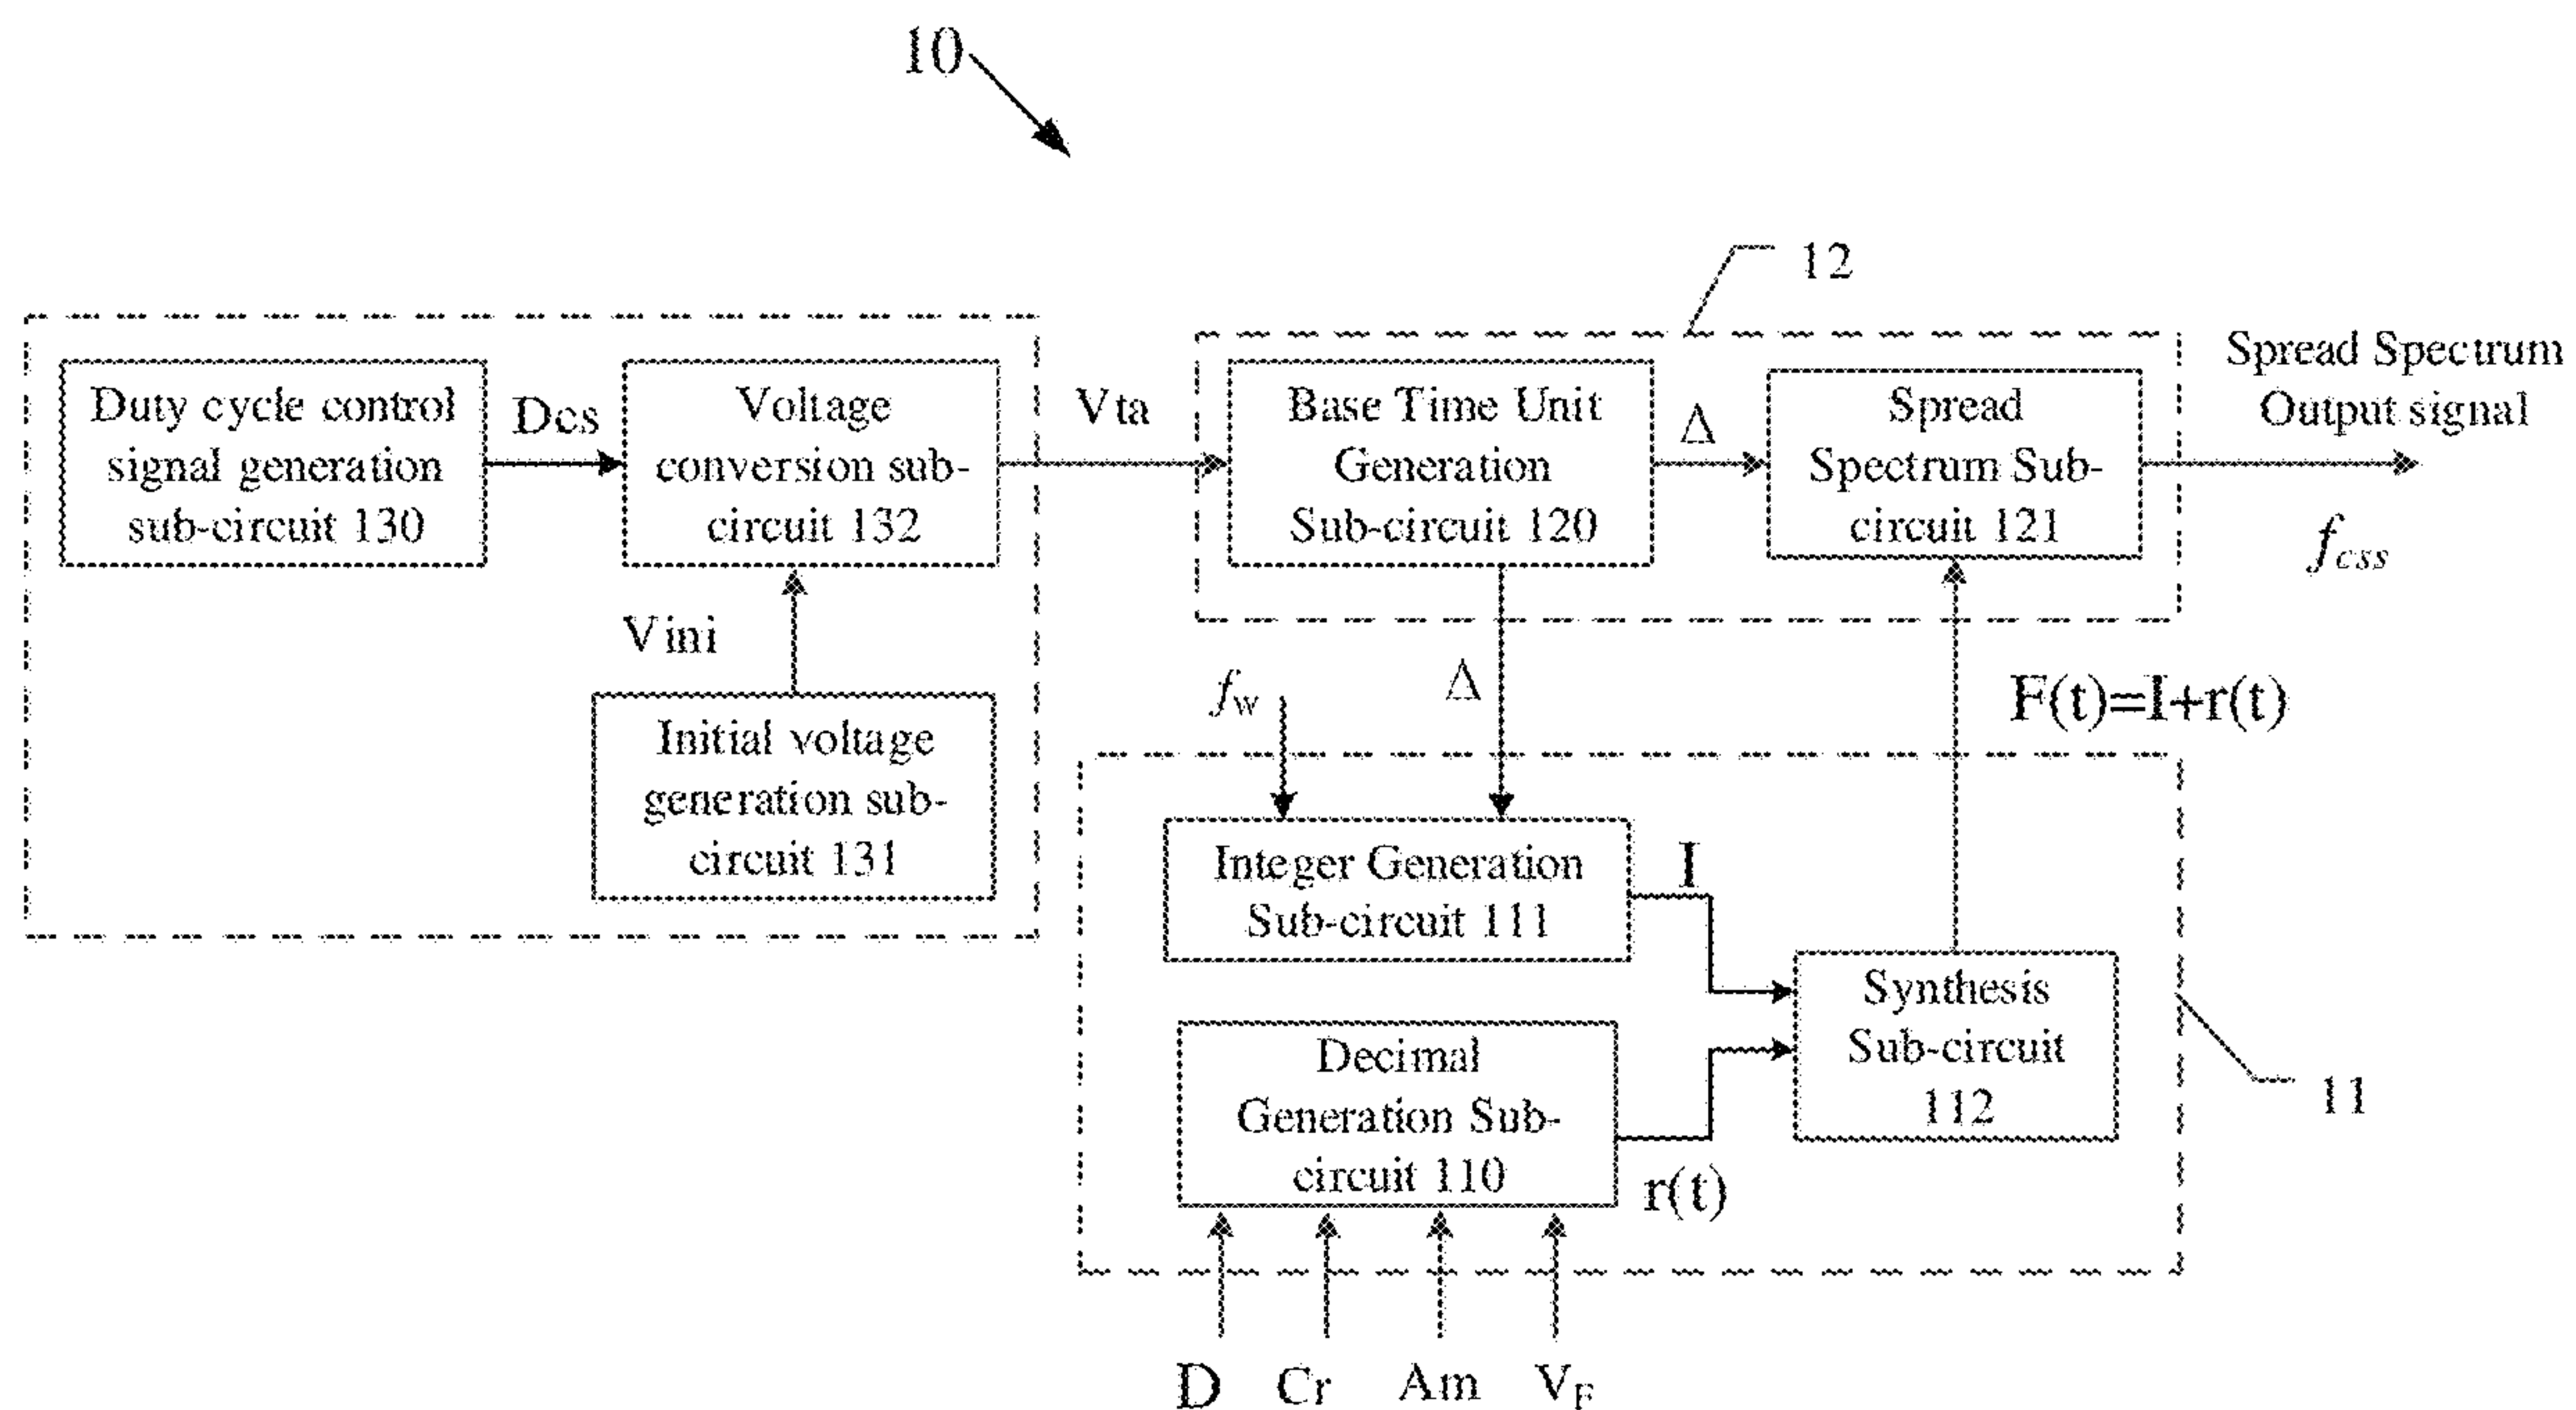 10
12
Duty cycle control
signal generation
sub-circuit 130
Dcs
Voltage
conversion sub-
circuit 132
Vta
Base Time Unit
Generation
Sub-circuit 120
Δ
Spread
Spectrum Sub-
circuit 121
Spread Spectrum
Output signal
f_css
Vini
Initial voltage
generation sub-
circuit 131
f_w
Δ
F(t)=I+r(t)
Integer Generation
Sub-circuit 111
I
Decimal
Generation Sub-
circuit 110
r(t)
Synthesis
Sub-circuit
112
11
D
Cr
Am
V_F